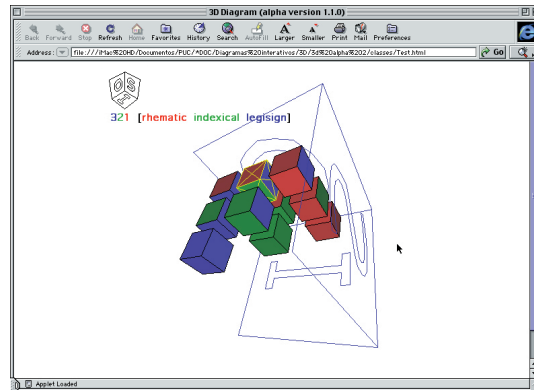 3D Diagram (alpha version 1.1.0)
Back Forward Stop Refresh Home Favorites History Search AutoFill Larger Smaller Print Mail Preferences
Address: file:///iMac%20HD/Documentos/PUC/^DOC/Diagramas%20interativos/3D/3d%20alpha%202/classes/Test.html Go
O S I
321 [rhematic indexical legisign]
O
I
Applet Loaded